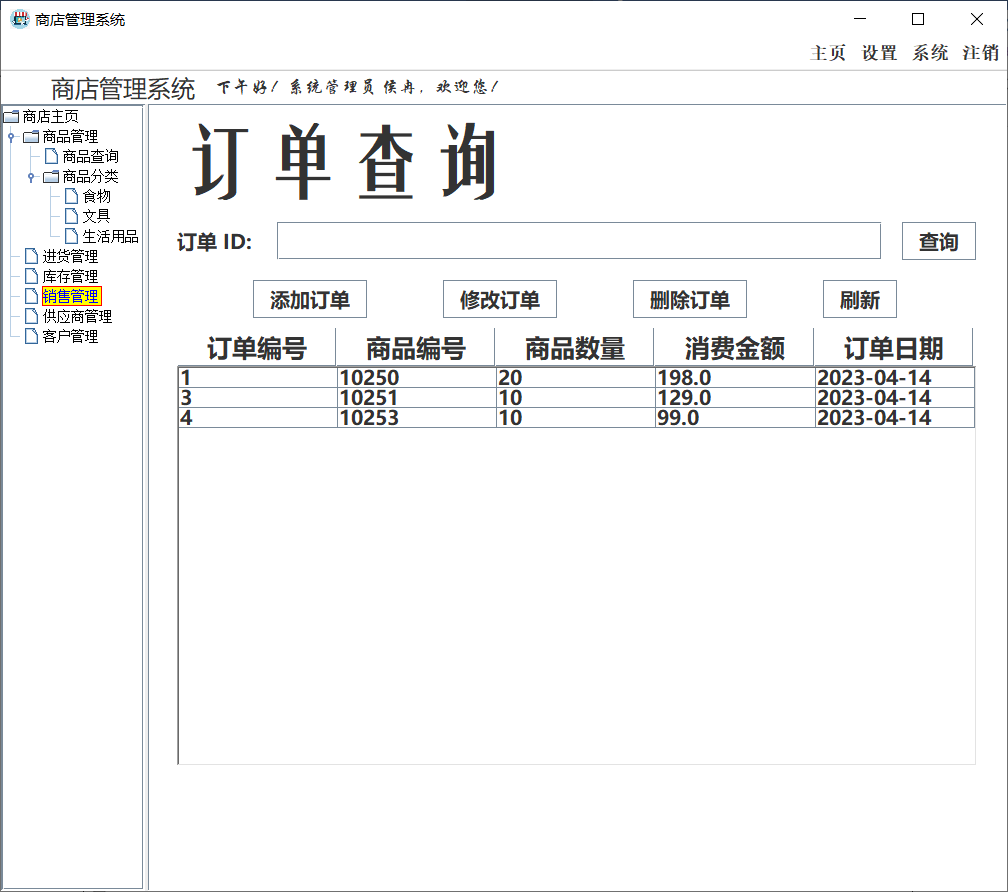 商店管理系统
主页 设置 系统 注销
商店管理系统 下午好！系统管理员侯冉，欢迎您！
商店主页
商品管理
商品查询
商品分类
食物
文具
生活用品
进货管理
库存管理
销售管理
供应商管理
客户管理
订单查询
订单 ID: 查询
添加订单 修改订单 删除订单 刷新
订单编号 商品编号 商品数量 消费金额 订单日期
1 10250 20 198.0 2023-04-14
3 10251 10 129.0 2023-04-14
4 10253 10 99.0 2023-04-14